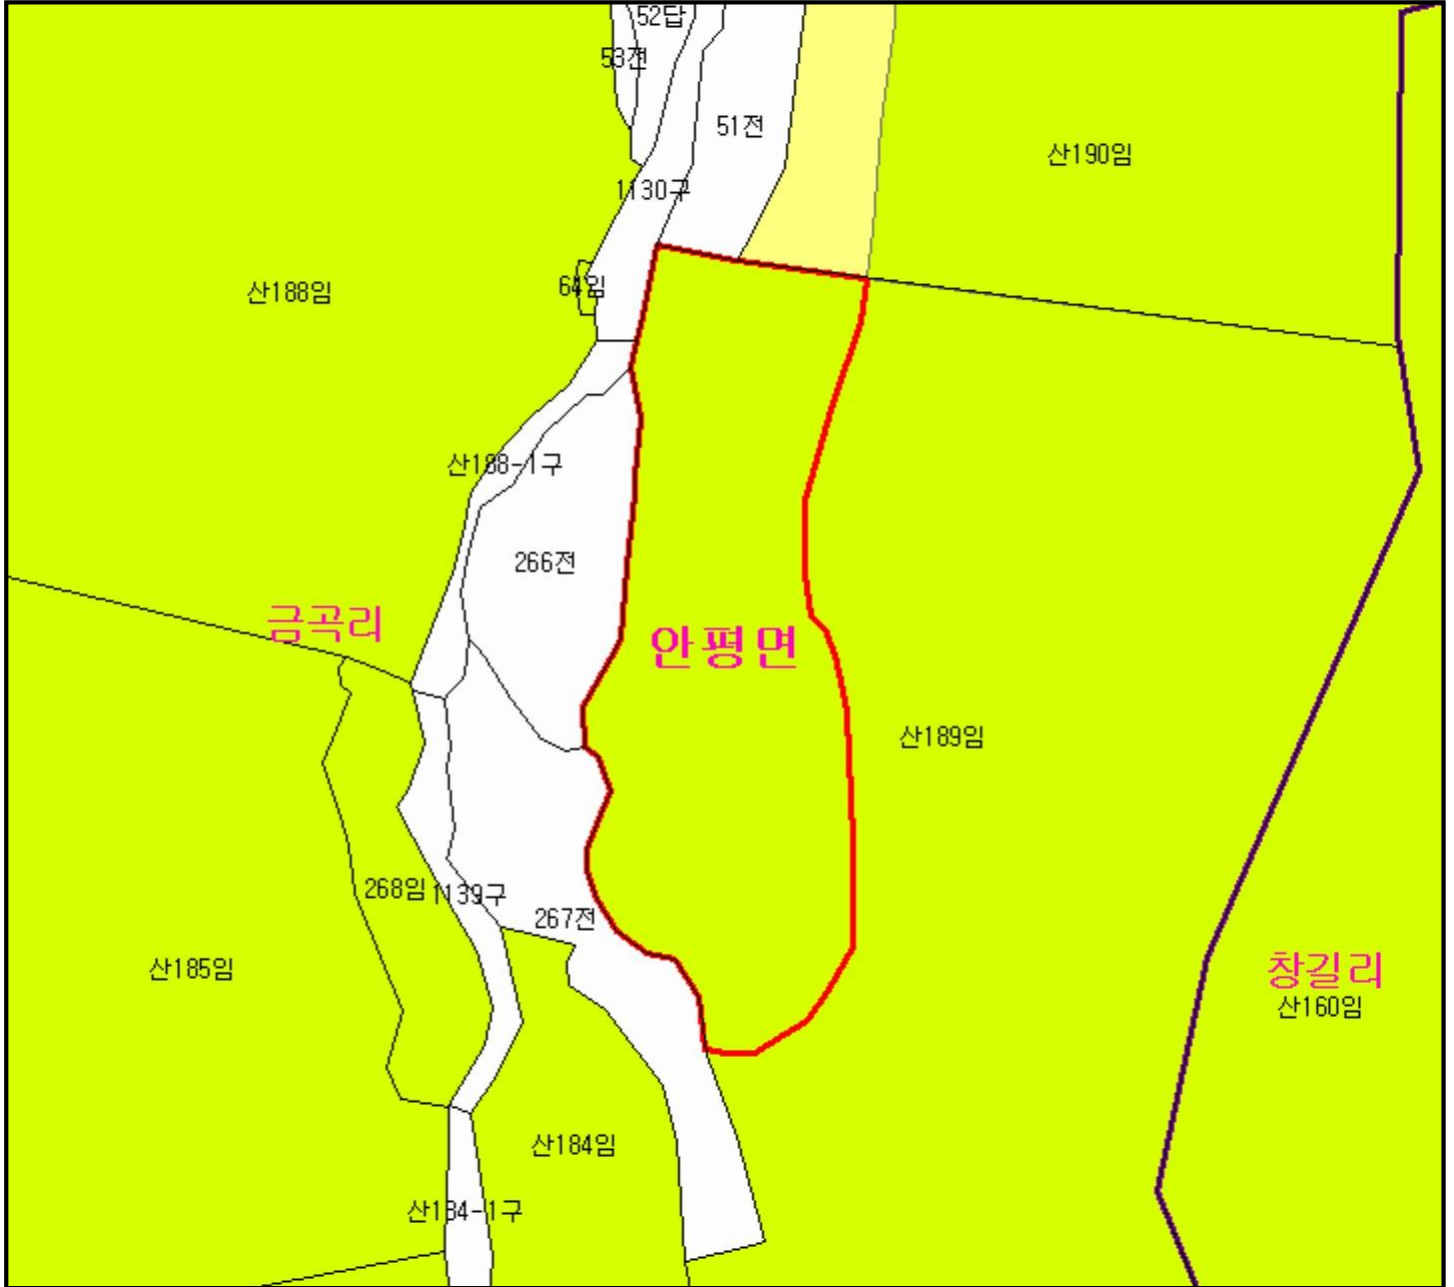 52답
53전
51전
산190임
1130구
64임
산188임
산188-1구
266전
금곡리
안평면
산189임
268임
1139구
267전
산185임
창길리
산160임
산184임
산184-1구